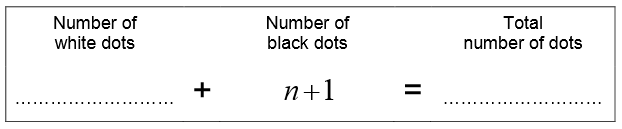 Number of white dots
Number of black dots
Total number of dots
........................... + n+1 = ...........................